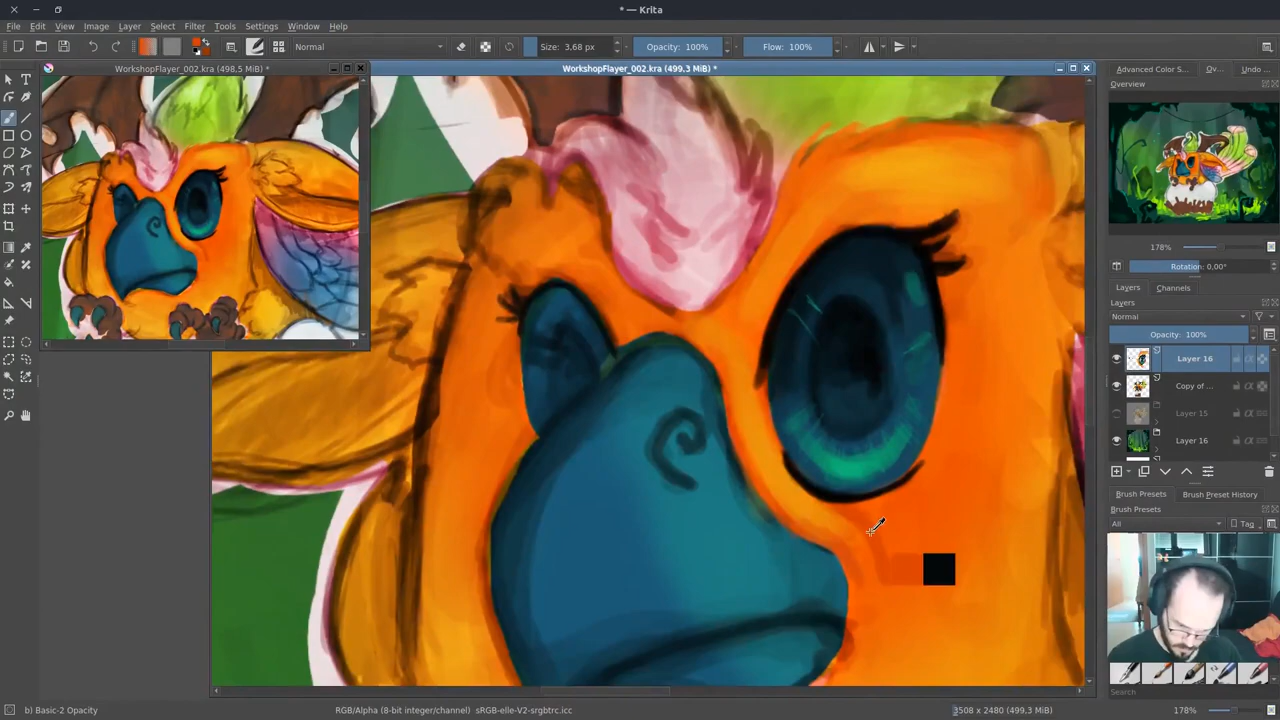 * — Krita
File Edit View Image Layer Select Filter Tools Settings Window Help
Normal Size: 3,68 px Opacity: 100% Flow: 100%
WorkshopFlayer_002.kra (498,5 MiB) *
WorkshopFlayer_002.kra (499,3 MiB) *
Advanced Color S... Ov... Undo ...
Overview
178%
Rotation: 0,00°
Layers Channels
Layers
Normal
Opacity: 100%
Layer 16
Copy of ...
Layer 15
Layer 16
Brush Presets Brush Preset History
Brush Presets
All Tag
Search
b) Basic-2 Opacity RGB/Alpha (8-bit integer/channel) sRGB-elle-V2-srgbtrc.icc 3508 x 2480 (499,3 MiB) 178%